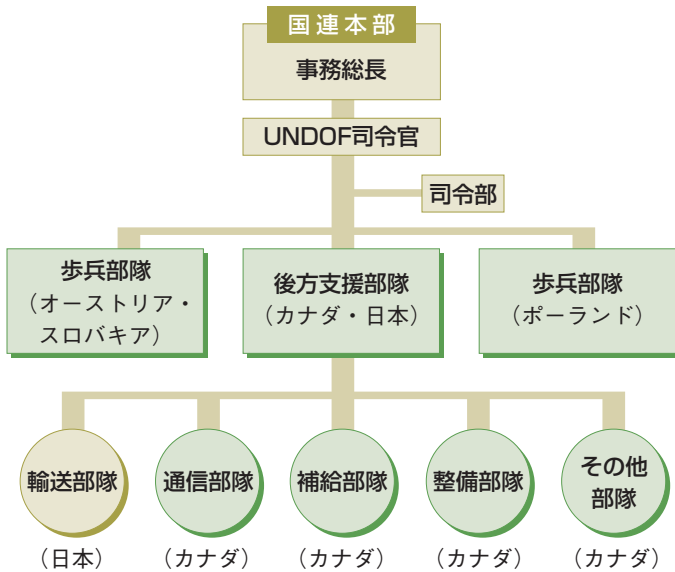 国連本部
事務総長
UNDOF司令官
司令部
歩兵部隊
（オーストリア・
スロバキア）
後方支援部隊
（カナダ・日本）
歩兵部隊
（ポーランド）
輸送部隊
通信部隊
補給部隊
整備部隊
その他
部隊
（日本）
（カナダ）
（カナダ）
（カナダ）
（カナダ）